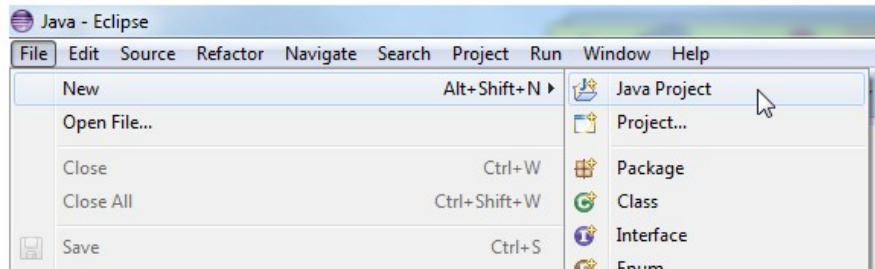 Java - Eclipse
File Edit Source Refactor Navigate Search Project Run Window Help
New Alt+Shift+N
Open File...
Close Ctrl+W
Close All Ctrl+Shift+W
Save Ctrl+S
Java Project
Project...
Package
Class
Interface
Enum